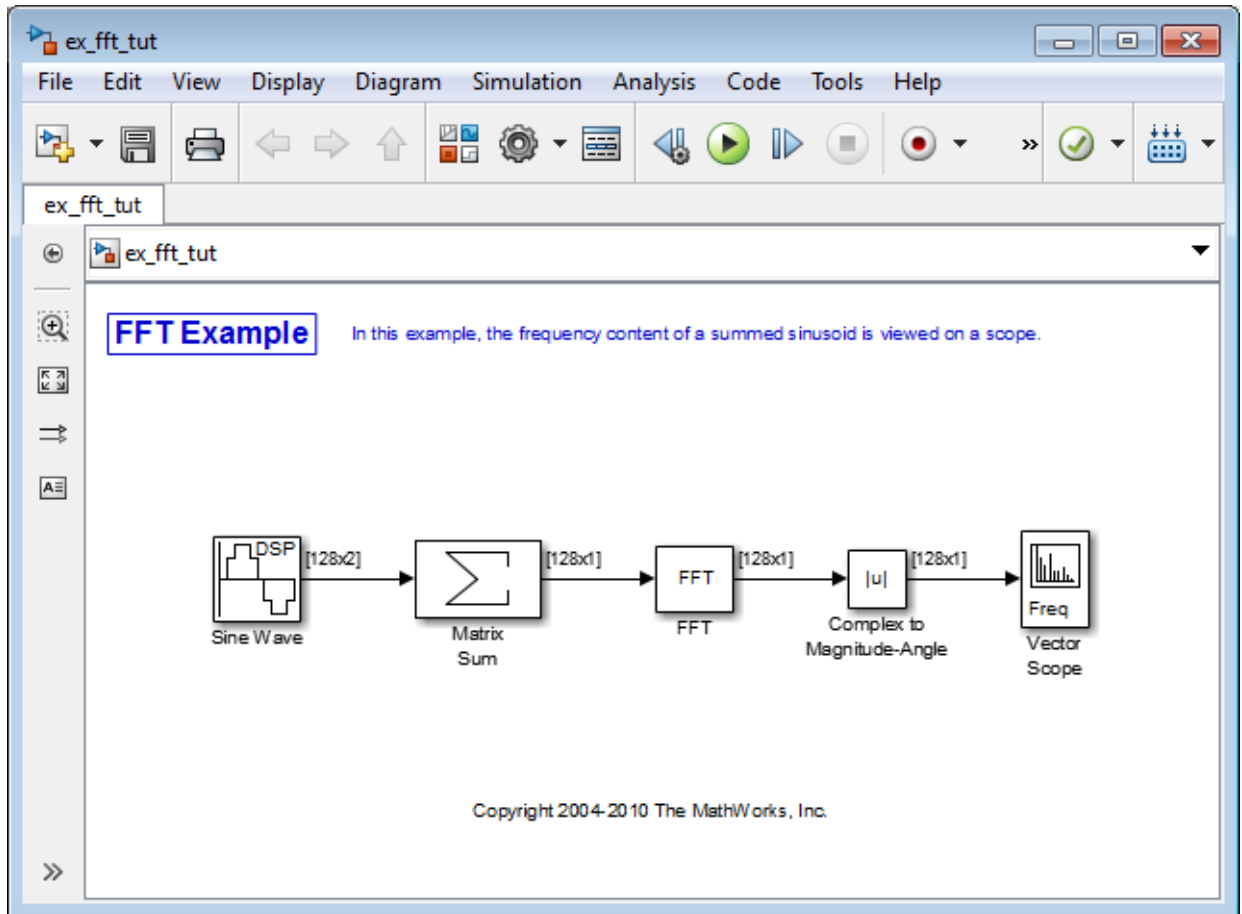 ex_fft_tut
File Edit View Display Diagram Simulation Analysis Code Tools Help
ex_fft_tut
ex_fft_tut
FFT Example
In this example, the frequency content of a summed sinusoid is viewed on a scope.
DSP
[128x2]
[128x1]
FFT
[128x1]
|u|
[128x1]
Freq
Sine Wave
Matrix
Sum
FFT
Complex to
Magnitude-Angle
Vector
Scope
Copyright 2004-2010 The MathWorks, Inc.